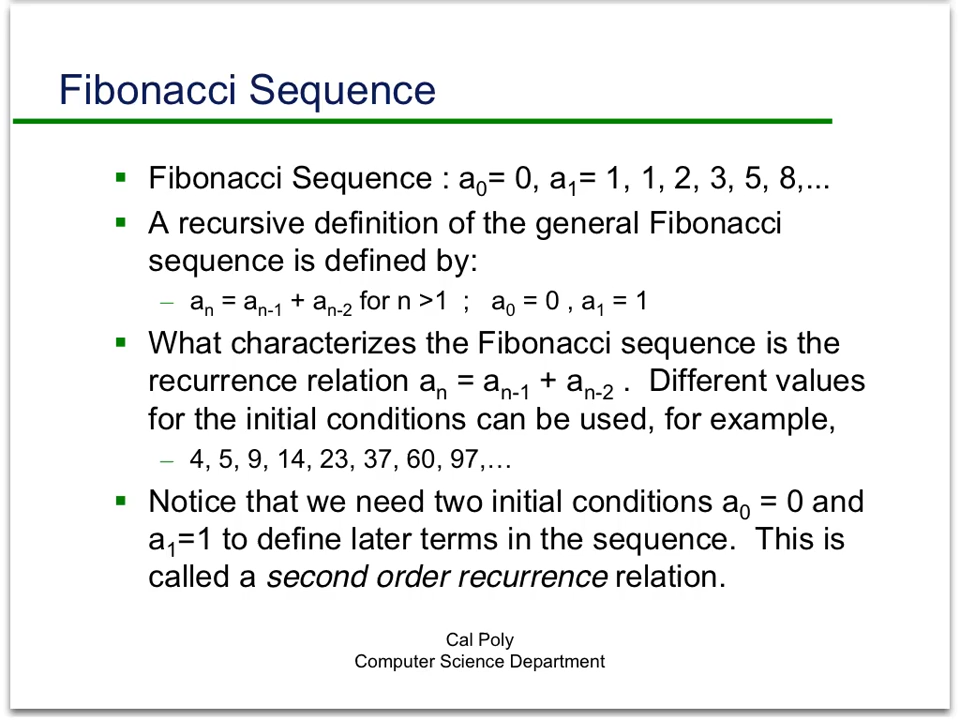 Fibonacci Sequence
▪ Fibonacci Sequence : a₀= 0, a₁= 1, 1, 2, 3, 5, 8,...
▪ A recursive definition of the general Fibonacci
sequence is defined by:
– aₙ = aₙ₋₁ + aₙ₋₂ for n >1 ; a₀ = 0 , a₁ = 1
▪ What characterizes the Fibonacci sequence is the
recurrence relation aₙ = aₙ₋₁ + aₙ₋₂ . Different values
for the initial conditions can be used, for example,
– 4, 5, 9, 14, 23, 37, 60, 97,…
▪ Notice that we need two initial conditions a₀ = 0 and
a₁=1 to define later terms in the sequence. This is
called a second order recurrence relation.
Cal Poly
Computer Science Department